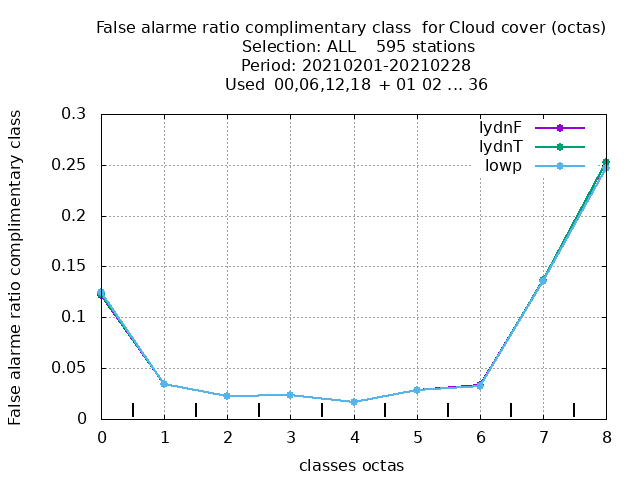 False alarme ratio complimentary class  for Cloud cover (octas)
Selection: ALL    595 stations
Period: 20210201-20210228
Used  00,06,12,18 + 01 02 ... 36
False alarme ratio complimentary class
0.3
0.25
0.2
0.15
0.1
0.05
0
lydnF
lydnT
lowp
0 1 2 3 4 5 6 7 8
classes octas